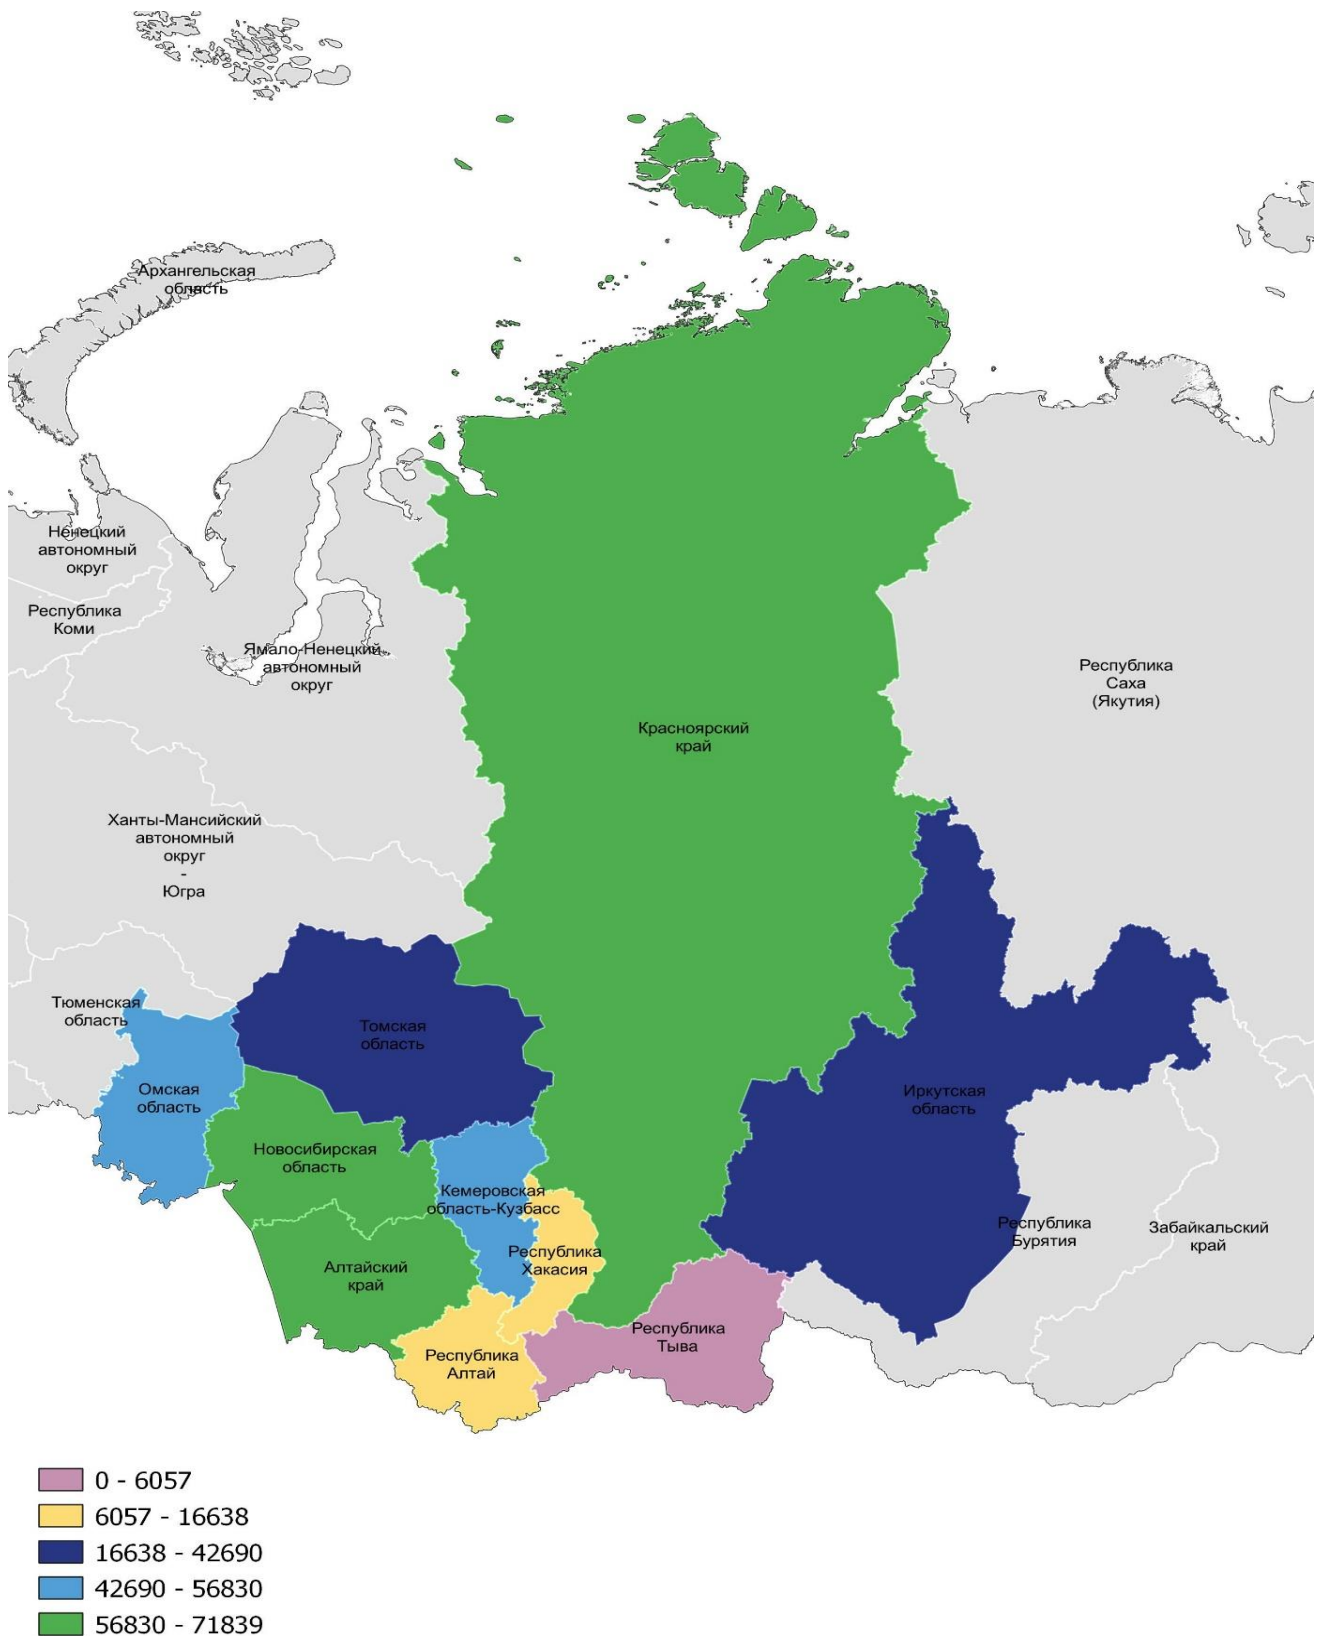 Архангельская
область
Ненецкий
автономный
округ
Республика
Коми
Ямало-Ненецкий
автономный
округ
Республика
Саха
(Якутия)
Красноярский
край
Ханты-Мансийский
автономный
округ
-
Югра
Тюменская
область
Томская
область
Омская
область
Иркутская
область
Новосибирская
область
Кемеровская
область-Кузбасс
Республика
Хакасия
Республика
Бурятия
Забайкальский
край
Алтайский
край
Республика
Тыва
Республика
Алтай
0 - 6057
6057 - 16638
16638 - 42690
42690 - 56830
56830 - 71839